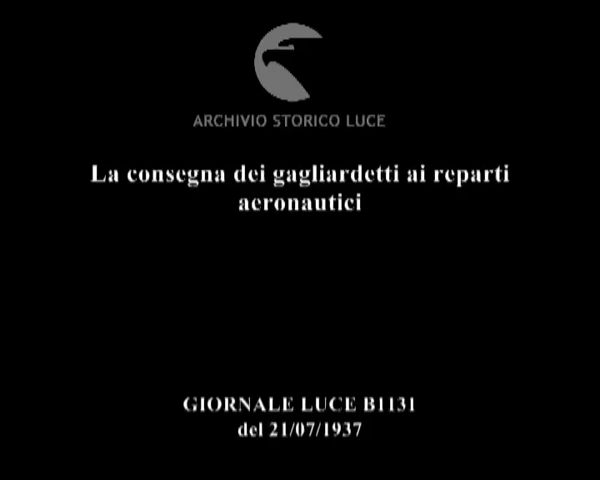 ARCHIVIO STORICO LUCE
La consegna dei gagliardetti ai reparti
aeronautici
GIORNALE LUCE B1131
del 21/07/1937